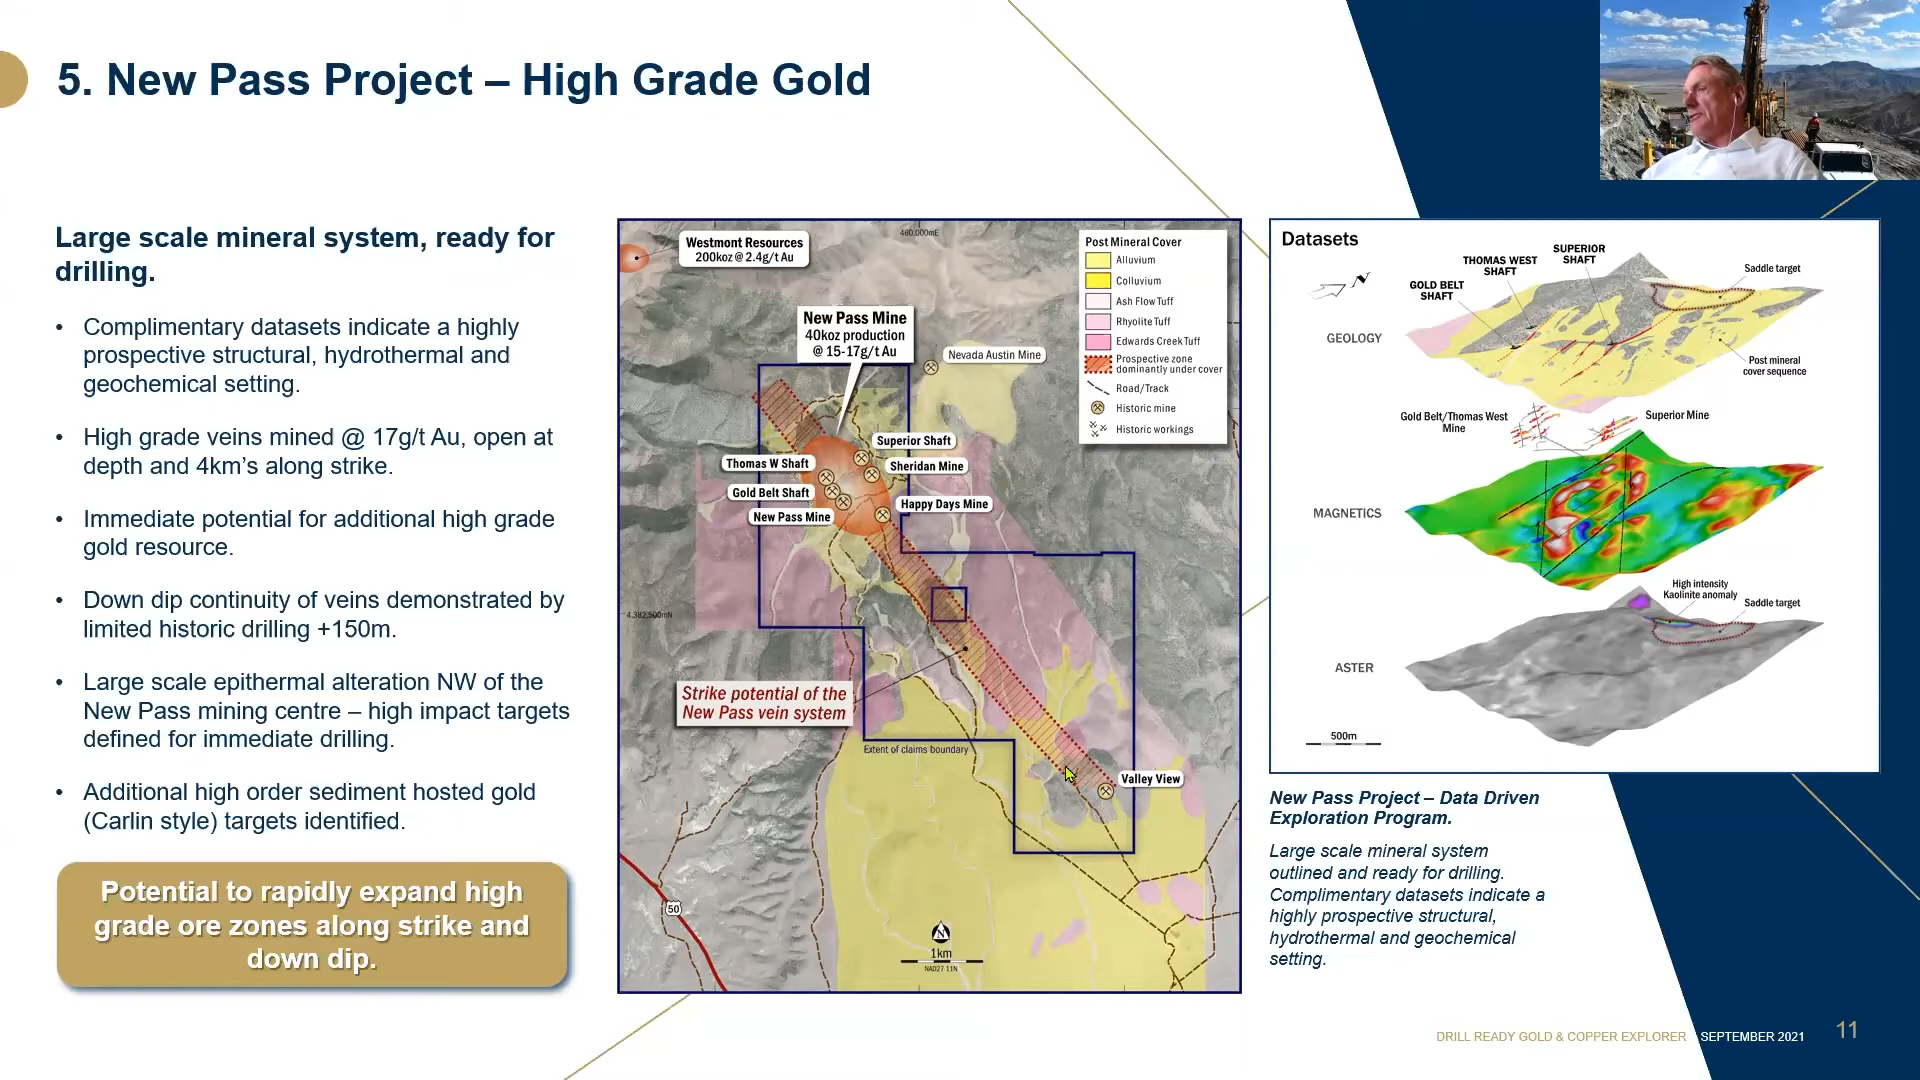 5. New Pass Project – High Grade Gold
Large scale mineral system, ready for
drilling.
• Complimentary datasets indicate a highly
prospective structural, hydrothermal and
geochemical setting.
• High grade veins mined @ 17g/t Au, open at
depth and 4km’s along strike.
• Immediate potential for additional high grade
gold resource.
• Down dip continuity of veins demonstrated by
limited historic drilling +150m.
• Large scale epithermal alteration NW of the
New Pass mining centre – high impact targets
defined for immediate drilling.
• Additional high order sediment hosted gold
(Carlin style) targets identified.
Potential to rapidly expand high
grade ore zones along strike and
down dip.
460,000mE
Westmont Resources
200koz @ 2.4g/t Au
New Pass Mine
40koz production
@ 15-17g/t Au
Nevada Austin Mine
Post Mineral Cover
Alluvium
Colluvium
Ash Flow Tuff
Rhyolite Tuff
Edwards Creek Tuff
Prospective zone
dominantly under cover
Road/Track
Historic mine
Historic workings
Superior Shaft
Thomas W Shaft
Sheridan Mine
Gold Belt Shaft
Happy Days Mine
New Pass Mine
4,382,500mN
Strike potential of the
New Pass vein system
Extent of claims boundary
Valley View
50
N
1km
NAD27 11N
Datasets
N
SUPERIOR
SHAFT
THOMAS WEST
SHAFT
GOLD BELT
SHAFT
Saddle target
GEOLOGY
Post mineral
cover sequence
Gold Belt/Thomas West
Mine
Superior Mine
MAGNETICS
High intensity
Kaolinite anomaly
Saddle target
ASTER
500m
New Pass Project – Data Driven
Exploration Program.
Large scale mineral system
outlined and ready for drilling.
Complimentary datasets indicate a
highly prospective structural,
hydrothermal and geochemical
setting.
DRILL READY GOLD & COPPER EXPLORER SEPTEMBER 2021 11